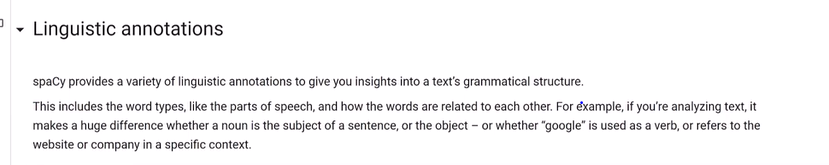 Linguistic annotations
spaCy provides a variety of linguistic annotations to give you insights into a text’s grammatical structure.
This includes the word types, like the parts of speech, and how the words are related to each other. For example, if you’re analyzing text, it
makes a huge difference whether a noun is the subject of a sentence, or the object – or whether “google” is used as a verb, or refers to the
website or company in a specific context.